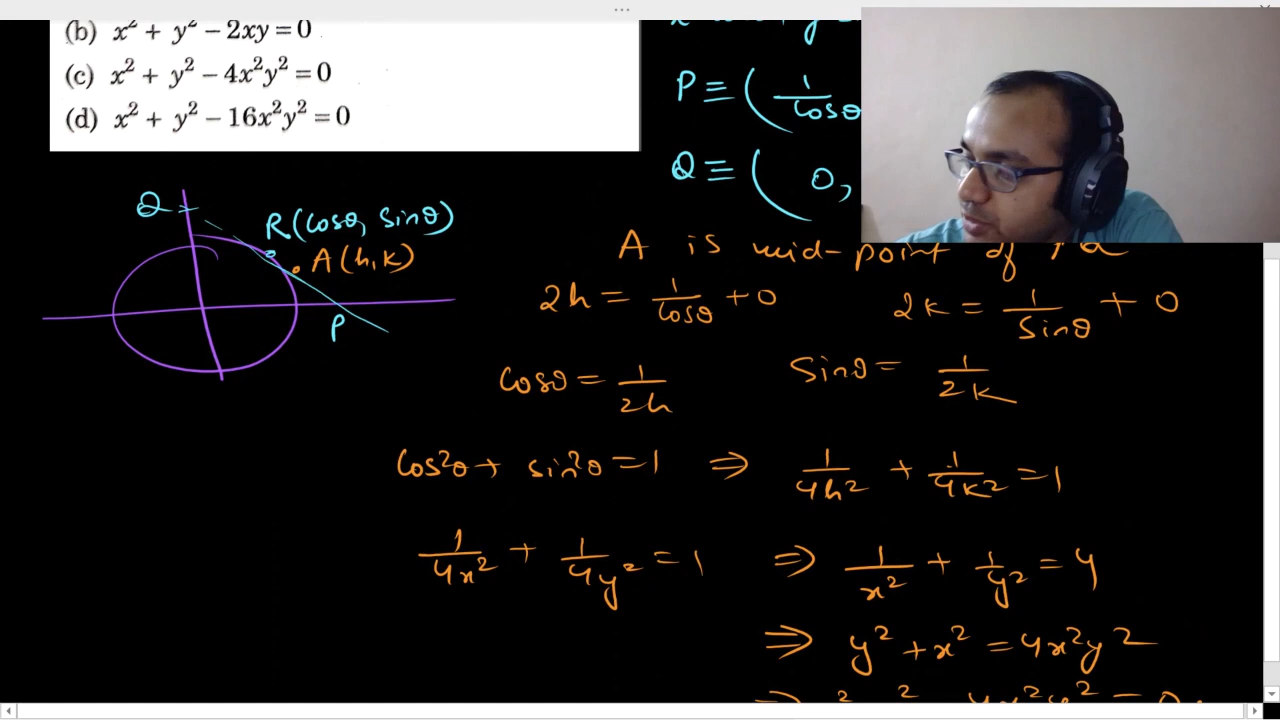 (b) x² + y² − 2xy = 0
(c) x² + y² − 4x²y² = 0
(d) x² + y² − 16x²y² = 0
P ≡ ( 1/cosθ
Q ≡ ( 0,
Q
R(cosθ, sinθ)
A(h,k)
P
A is mid-point of
2h = 1/cosθ + 0 2k = 1/sinθ + 0
cosθ = 1/2h sinθ = 1/2k
cos²θ + sin²θ = 1 ⇒ 1/4h² + 1/4k² = 1
1/4x² + 1/4y² = 1 ⇒ 1/x² + 1/y² = 4
⇒ y² + x² = 4x²y²